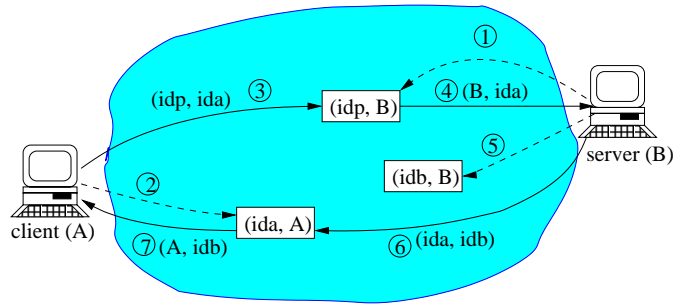 ①
(idp, ida) ③
(idp, B)
④ (B, ida)
⑤
server (B)
(idb, B)
②
(ida, A)
client (A)
⑦ (A, idb)
⑥ (ida, idb)